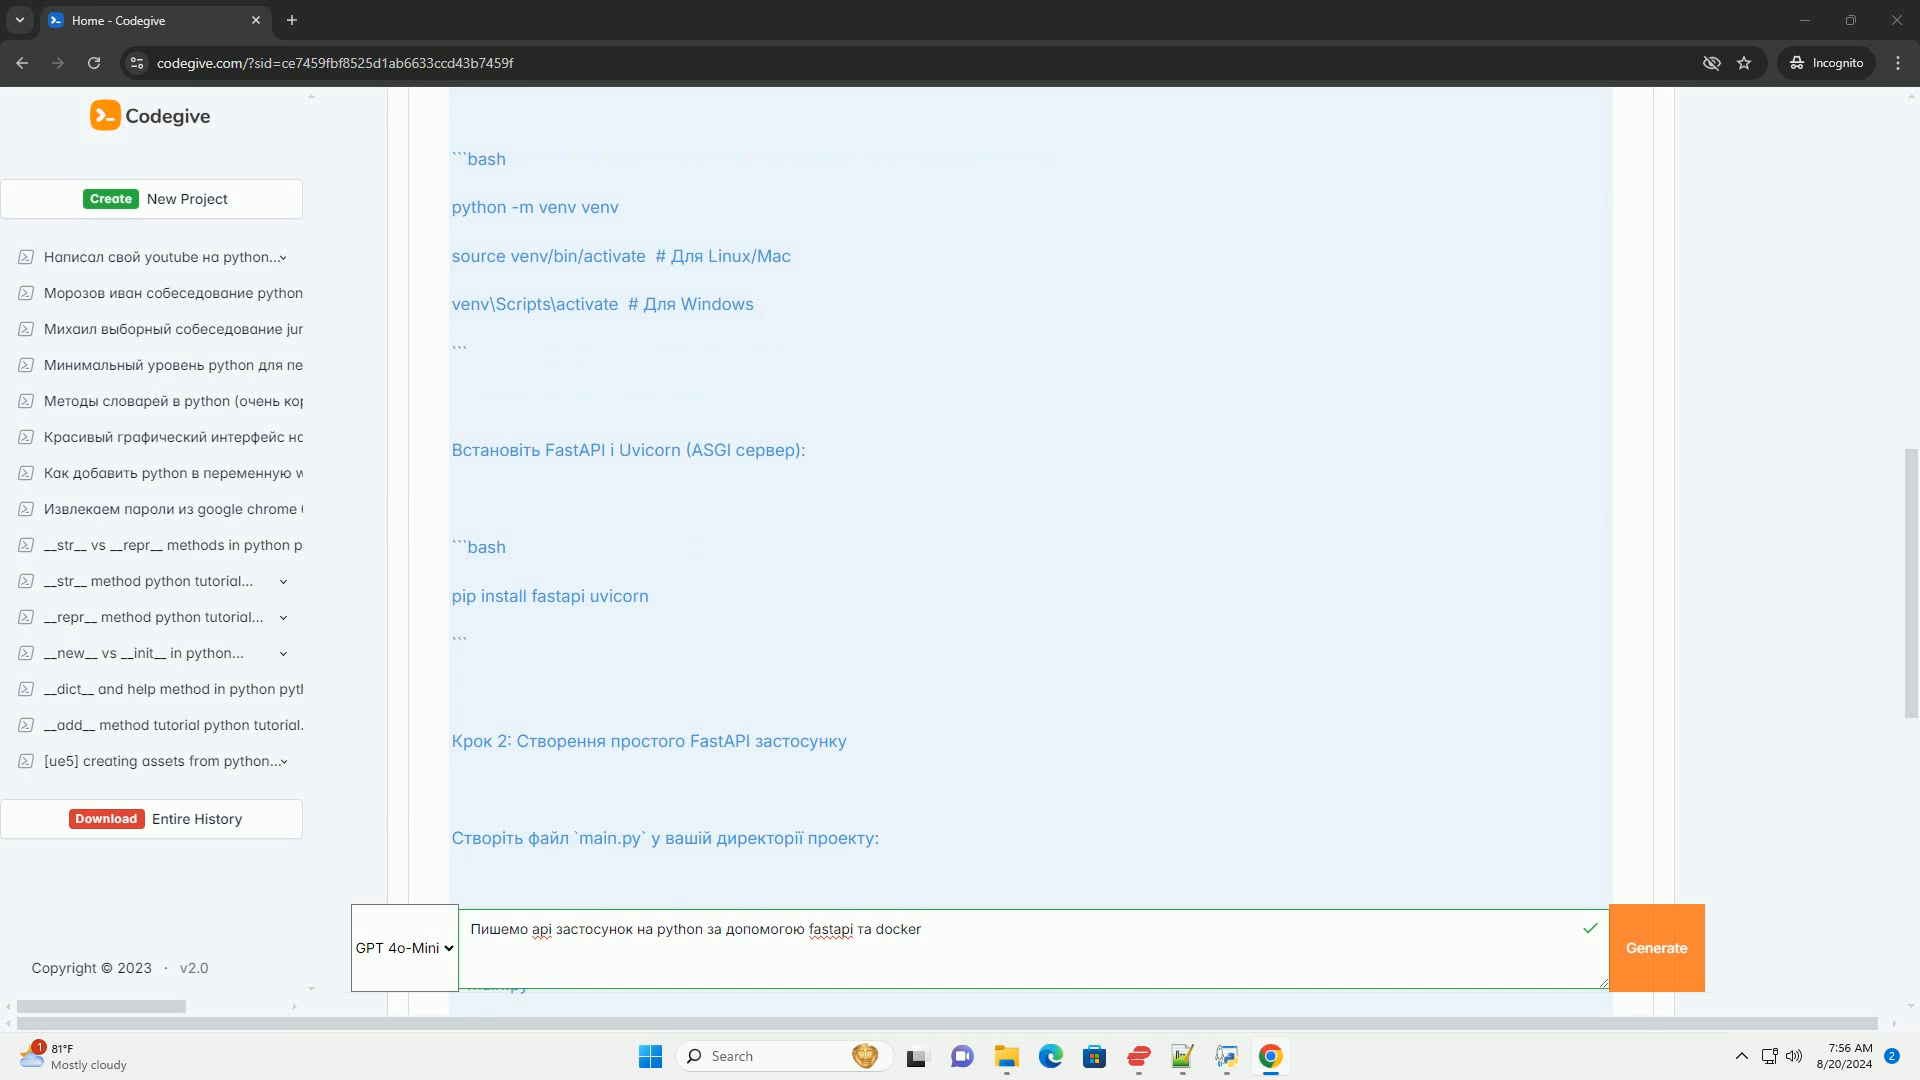 Home - Codegive
codegive.com/?sid=ce7459fbf8525d1ab6633ccd43b7459f
Incognito
Codegive
Create New Project
Написал свой youtube на python...
Морозов иван собеседование python
Михаил выборный собеседование jur
Минимальный уровень python для пе
Методы словарей в python (очень кор
Красивый графический интерфейс на
Как добавить python в переменную w
Извлекаем пароли из google chrome
__str__ vs __repr__ methods in python p
__str__ method python tutorial...
__repr__ method python tutorial...
__new__ vs __init__ in python...
__dict__ and help method in python pytl
__add__ method tutorial python tutorial.
[ue5] creating assets from python...
Download Entire History
Copyright © 2023 · v2.0
```bash
python -m venv venv
source venv/bin/activate # Для Linux/Mac
venv\Scripts\activate # Для Windows
```
Встановіть FastAPI і Uvicorn (ASGI сервер):
```bash
pip install fastapi uvicorn
```
Крок 2: Створення простого FastAPI застосунку
Створіть файл `main.py` у вашій директорії проекту:
GPT 4o-Mini
Пишемо api застосунок на python за допомогою fastapi та docker
Generate
main.py
1
81°F
Mostly cloudy
Search
7:56 AM
8/20/2024
2